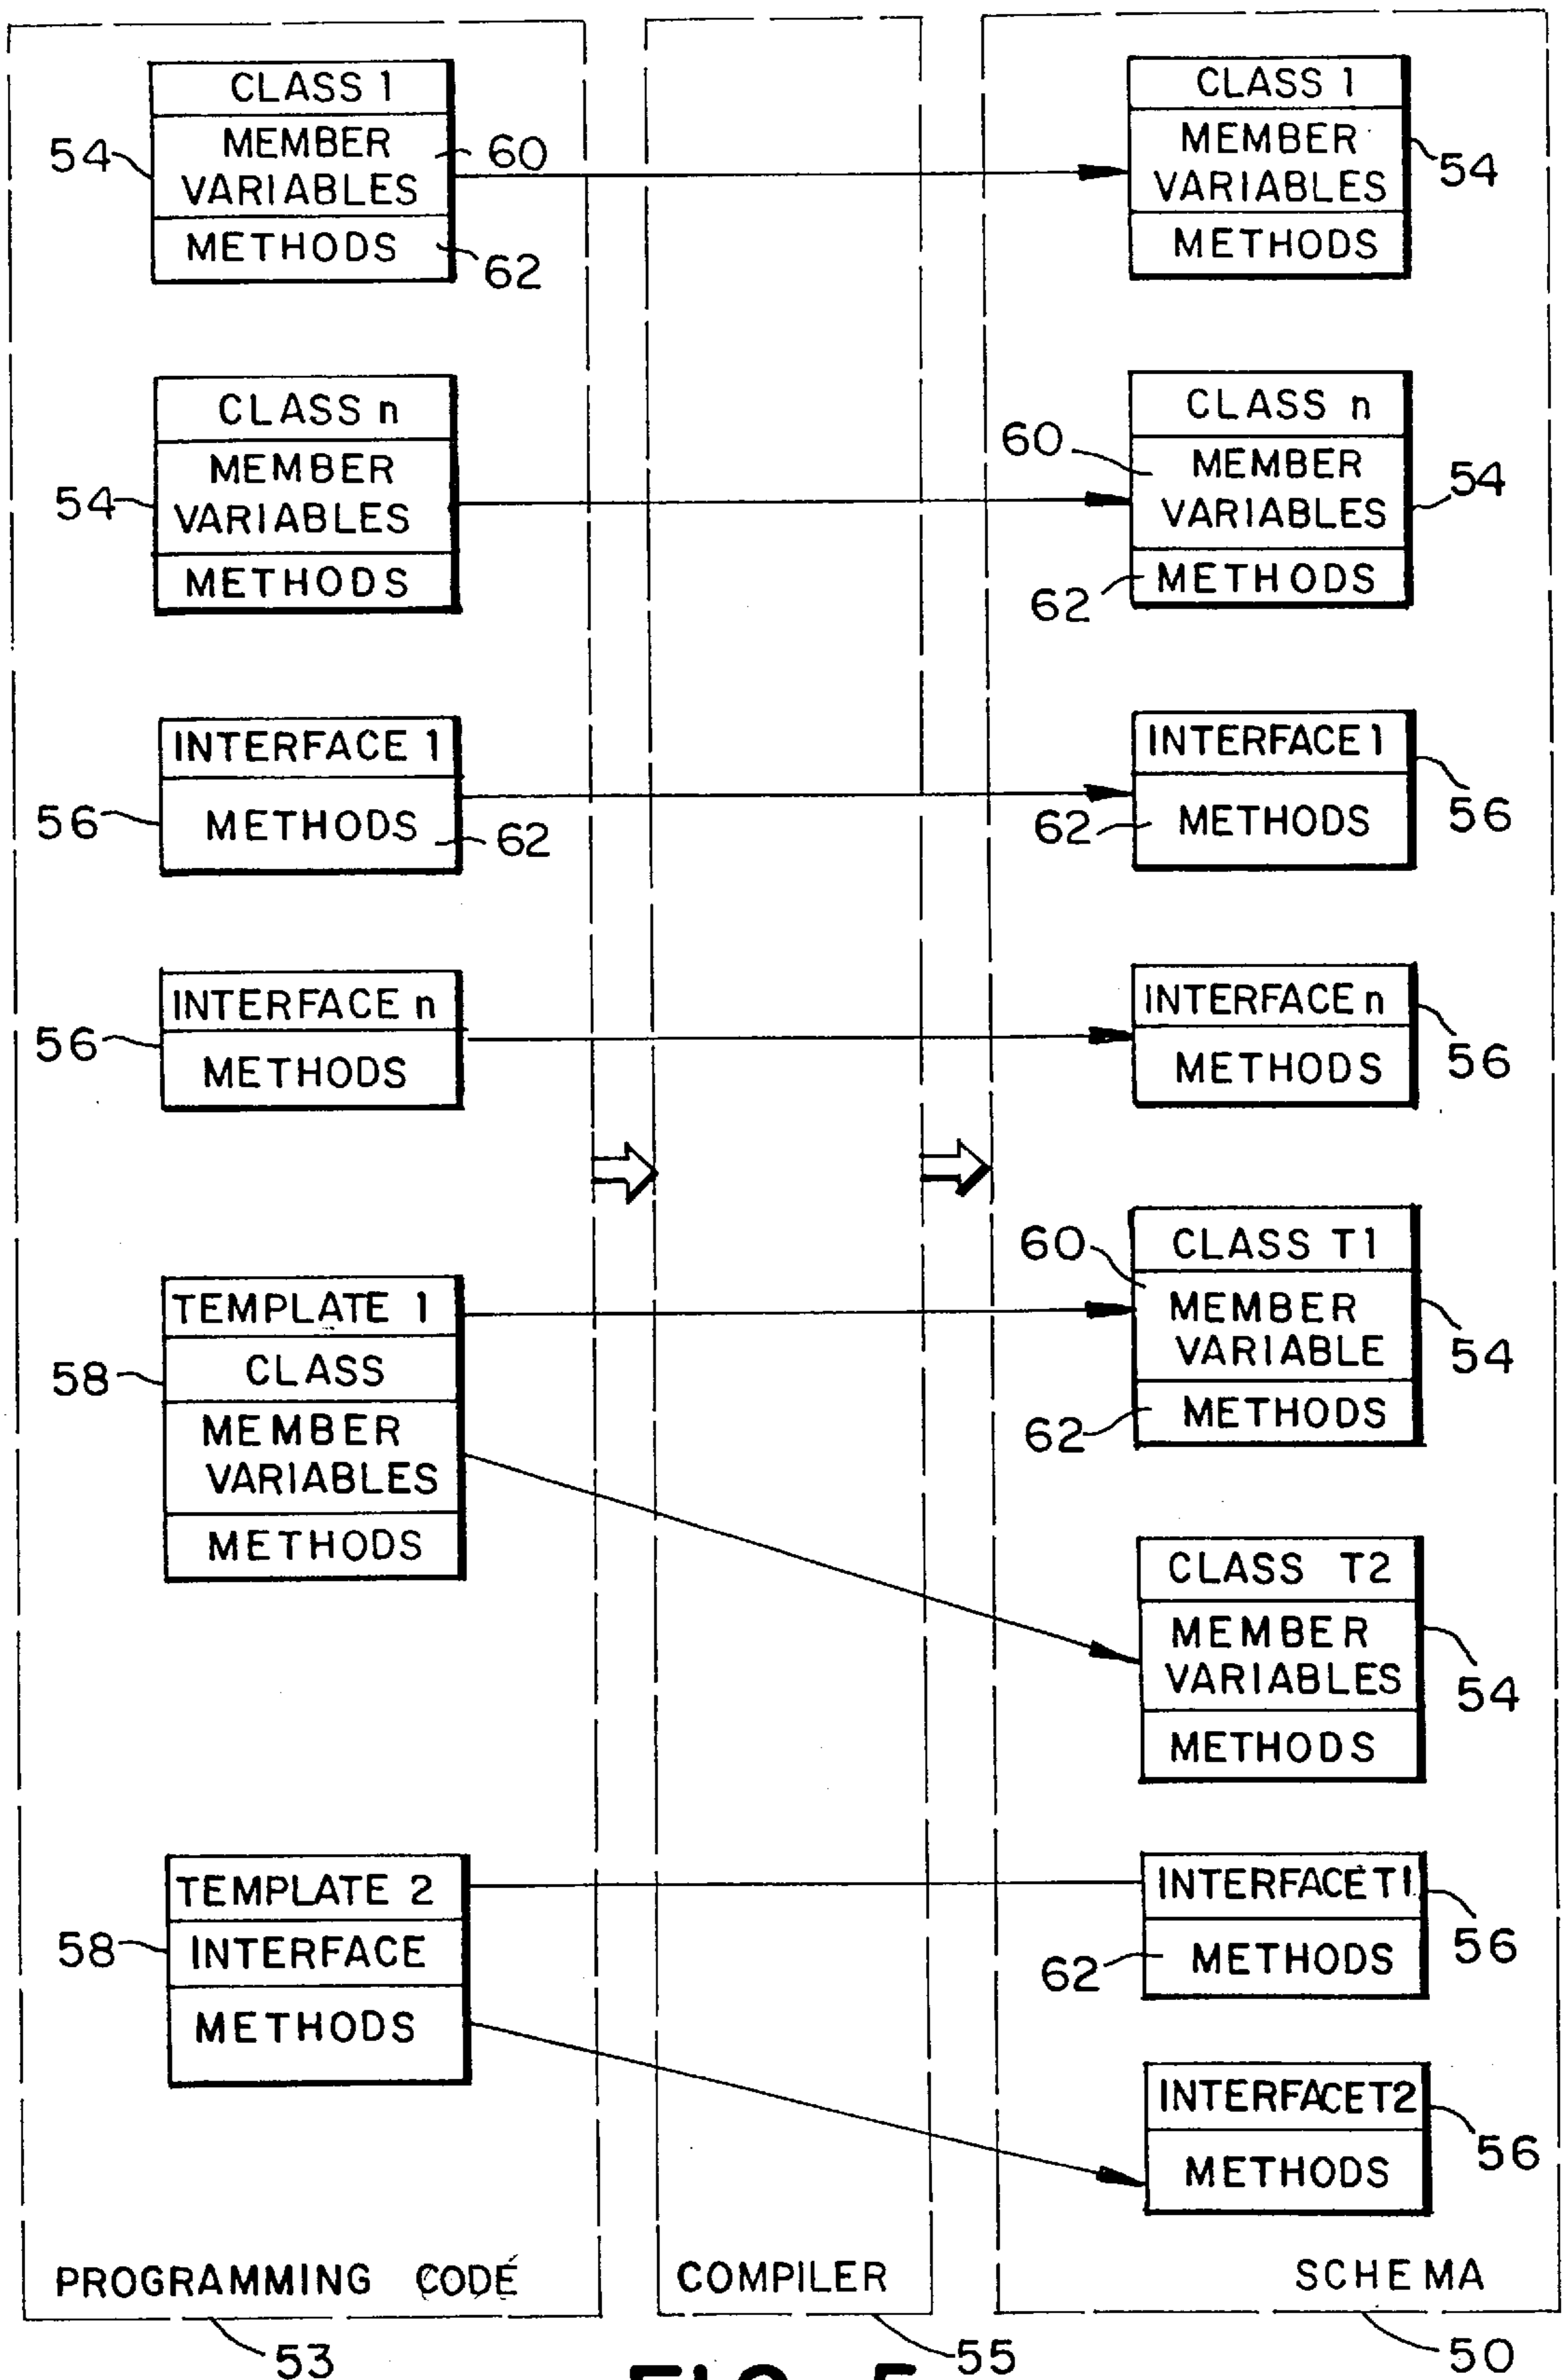 CLASS 1
MEMBER
VARIABLES
METHODS
54
60
62
CLASS n
MEMBER
VARIABLES
METHODS
54
INTERFACE 1
METHODS
56
62
INTERFACE n
METHODS
56
TEMPLATE 1
CLASS
MEMBER
VARIABLES
METHODS
58
TEMPLATE 2
INTERFACE
METHODS
58
PROGRAMMING CODE
53
COMPILER
55
CLASS 1
MEMBER
VARIABLES
METHODS
54
CLASS n
MEMBER
VARIABLES
METHODS
60
54
62
INTERFACE 1
METHODS
62
56
INTERFACE n
METHODS
56
CLASS T1
MEMBER
VARIABLE
METHODS
60
54
62
CLASS T2
MEMBER
VARIABLES
METHODS
54
INTERFACE T1
METHODS
62
56
INTERFACE T2
METHODS
56
SCHEMA
50